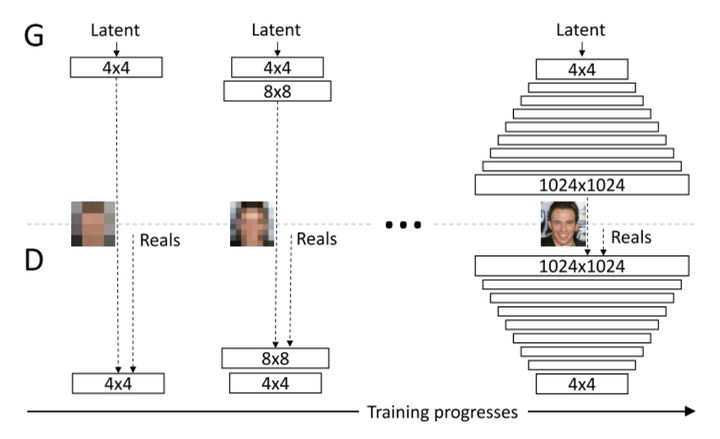 G
Latent
Latent
Latent
4x4
4x4
4x4
8x8
1024x1024
Reals
Reals
Reals
D
1024x1024
8x8
4x4
4x4
4x4
Training progresses